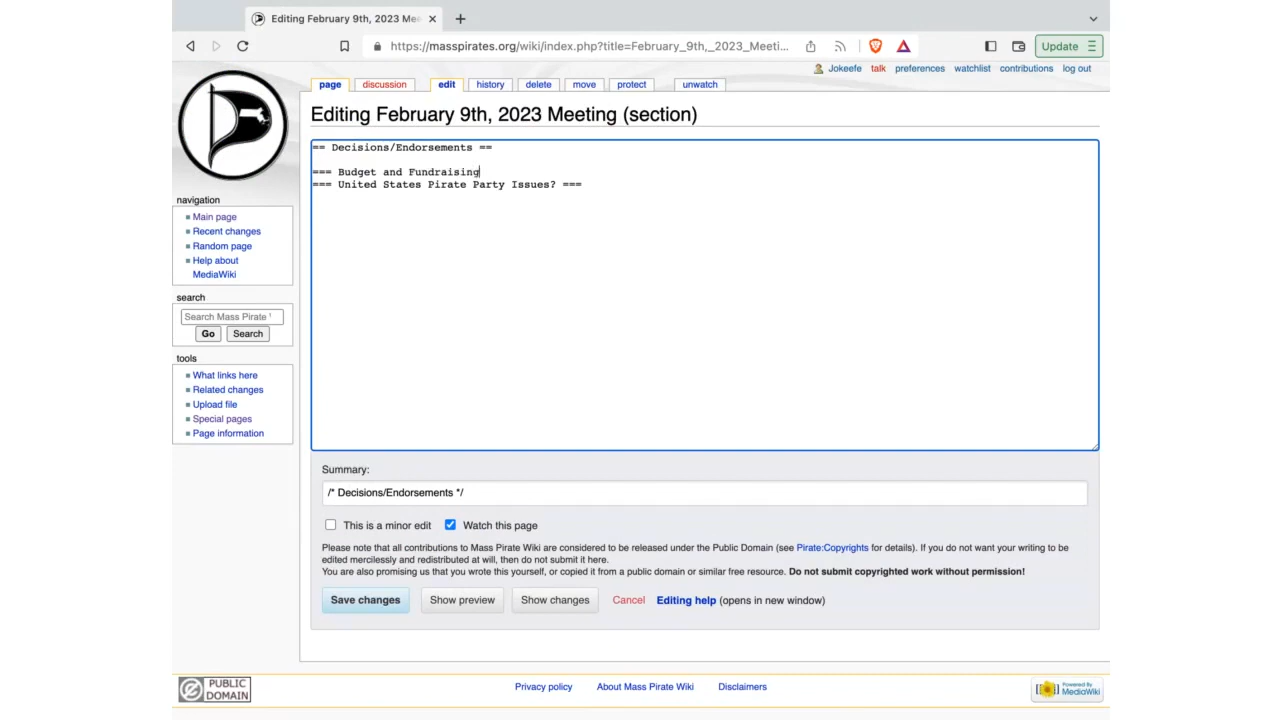 Editing February 9th, 2023 Mee
https://masspirates.org/wiki/index.php?title=February_9th,_2023_Meeti...
Update
Jokeefe talk preferences watchlist contributions log out
page discussion edit history delete move protect unwatch
Editing February 9th, 2023 Meeting (section)
== Decisions/Endorsements ==
=== Budget and Fundraising
=== United States Pirate Party Issues? ===
navigation
Main page
Recent changes
Random page
Help about
MediaWiki
search
Search Mass Pirate
Go Search
tools
What links here
Related changes
Upload file
Special pages
Page information
Summary:
/* Decisions/Endorsements */
This is a minor edit Watch this page
Please note that all contributions to Mass Pirate Wiki are considered to be released under the Public Domain (see Pirate:Copyrights for details). If you do not want your writing to be
edited mercilessly and redistributed at will, then do not submit it here.
You are also promising us that you wrote this yourself, or copied it from a public domain or similar free resource. Do not submit copyrighted work without permission!
Save changes Show preview Show changes Cancel Editing help (opens in new window)
PUBLIC
DOMAIN
Privacy policy About Mass Pirate Wiki Disclaimers
Powered By
MediaWiki